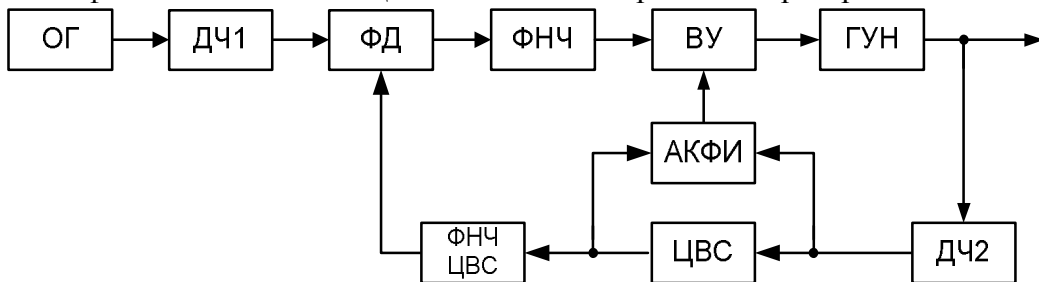 ОГ
ДЧ1
ФД
ФНЧ
ВУ
ГУН
АКФИ
ФНЧ
ЦВС
ЦВС
ДЧ2